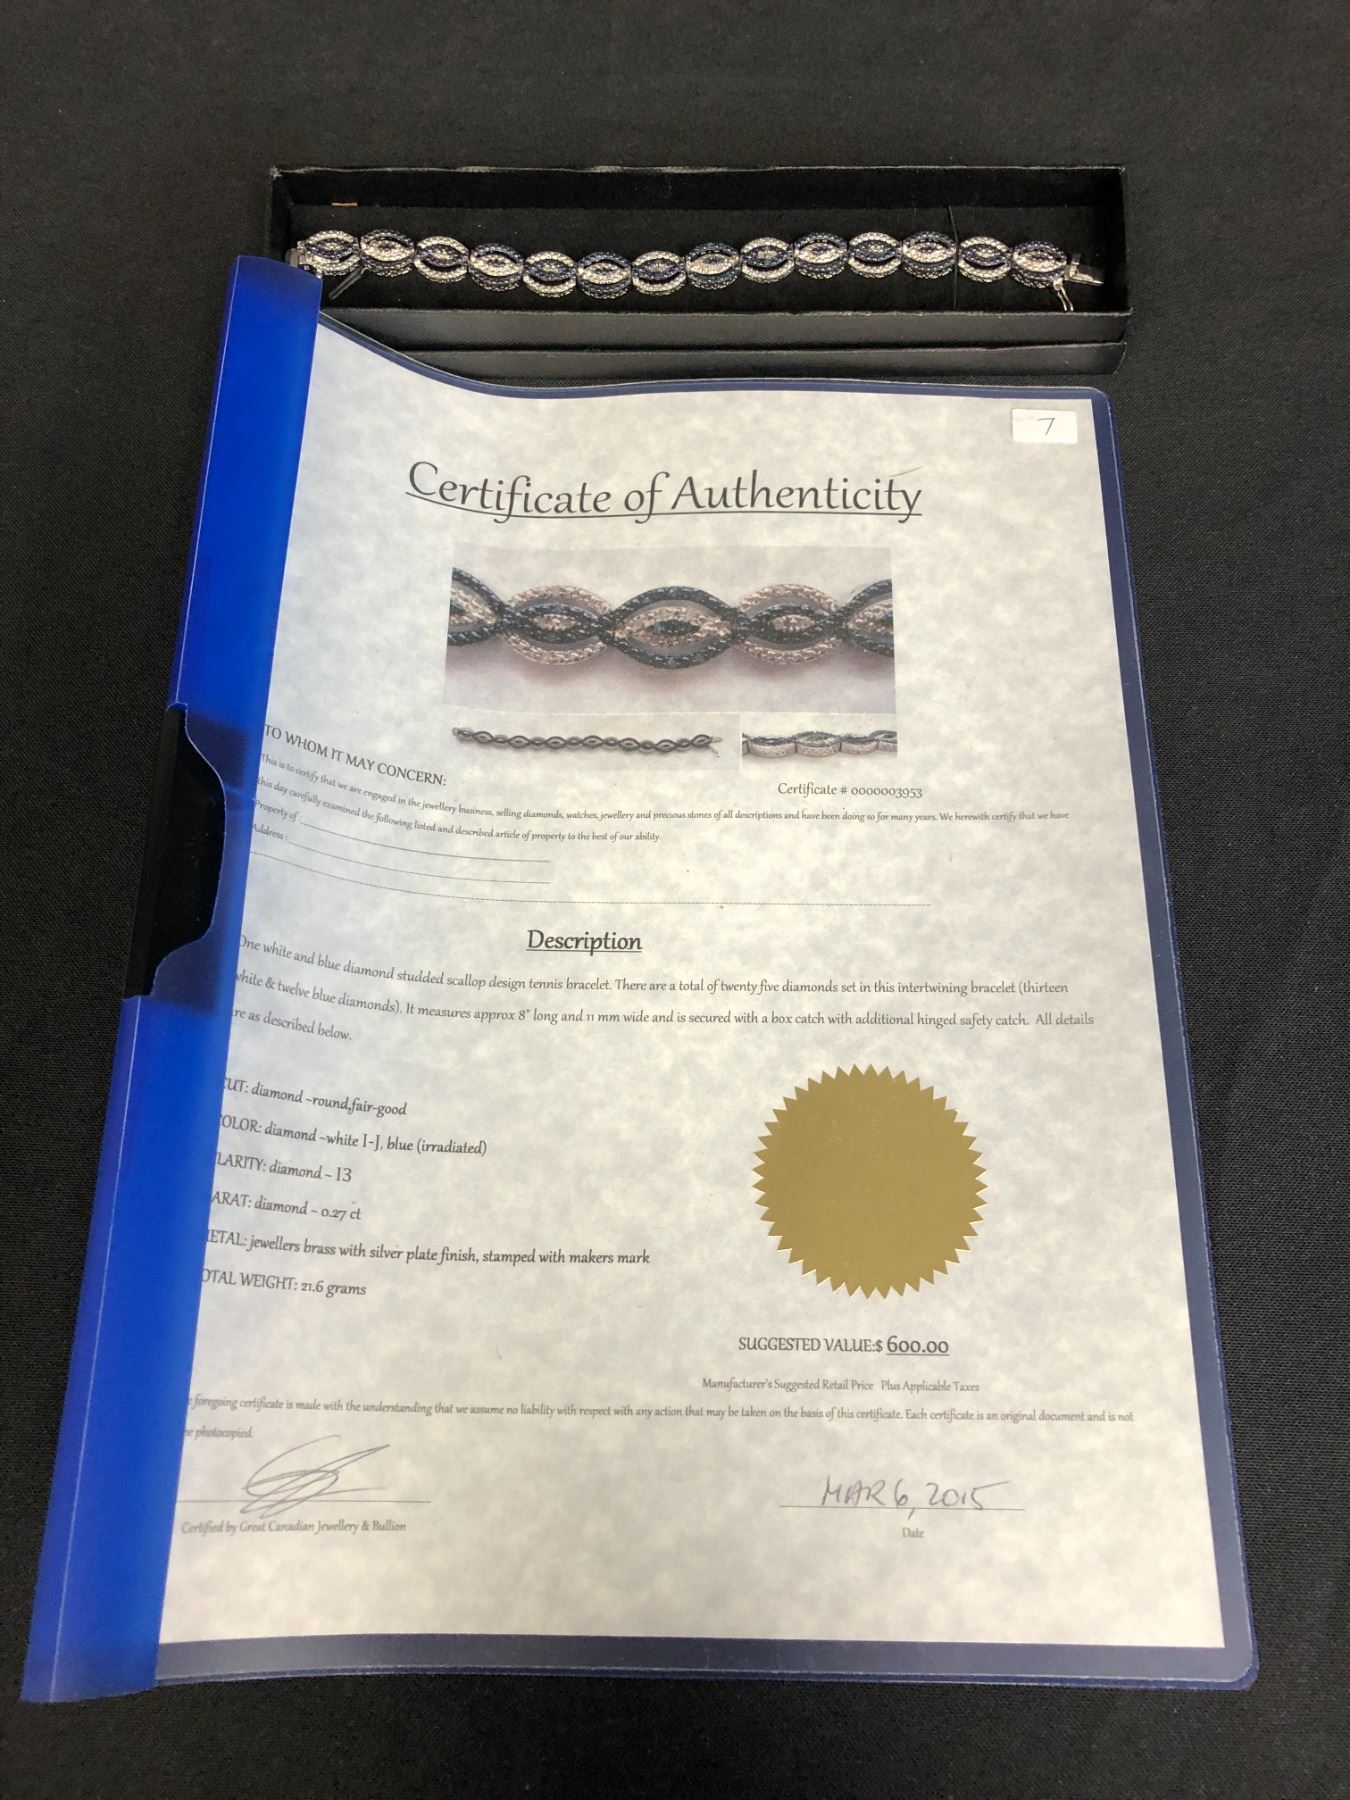 7
Certificate of Authenticity
TO WHOM IT MAY CONCERN:
Certificate # 0000003953
This is to certify that we are engaged in the jewellery business, selling diamonds, watches, jewellery and precious stones of all descriptions and have been doing so for many years. We herewith certify that we have
this day carefully examined the following listed and described article of property to the best of our ability.
Property of :
Address :
Description
One white and blue diamond studded scallop design tennis bracelet. There are a total of twenty five diamonds set in this intertwining bracelet (thirteen
white & twelve blue diamonds). It measures approx 8" long and 11 mm wide and is secured with a box catch with additional hinged safety catch. All details
re as described below.
UT: diamond ~round,fair-good
OLOR: diamond ~white I-J, blue (irradiated)
LARITY: diamond ~ I3
ARAT: diamond ~ 0.27 ct
ETAL: jewellers brass with silver plate finish, stamped with makers mark
OTAL WEIGHT: 21.6 grams
SUGGESTED VALUE:$ 600.00
Manufacturer's Suggested Retail Price Plus Applicable Taxes
e foregoing certificate is made with the understanding that we assume no liability with respect with any action that may be taken on the basis of this certificate. Each certificate is an original document and is not
be photocopied.
MAR 6, 2015
Certified by Great Canadian Jewellery & Bullion
Date